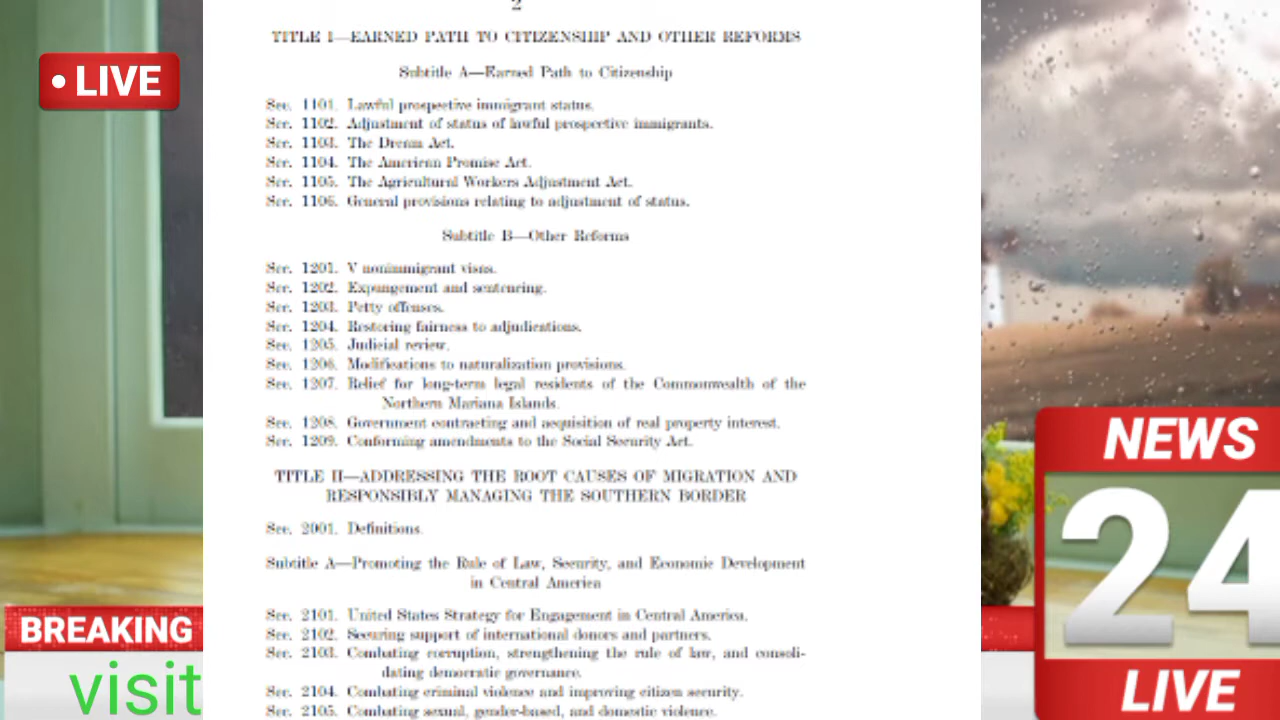 2
TITLE I—EARNED PATH TO CITIZENSHIP AND OTHER REFORMS
Subtitle A—Earned Path to Citizenship
Sec. 1101. Lawful prospective immigrant status.
Sec. 1102. Adjustment of status of lawful prospective immigrants.
Sec. 1103. The Dream Act.
Sec. 1104. The American Promise Act.
Sec. 1105. The Agricultural Workers Adjustment Act.
Sec. 1106. General provisions relating to adjustment of status.
Subtitle B—Other Reforms
Sec. 1201. V nonimmigrant visas.
Sec. 1202. Expungement and sentencing.
Sec. 1203. Petty offenses.
Sec. 1204. Restoring fairness to adjudications.
Sec. 1205. Judicial review.
Sec. 1206. Modifications to naturalization provisions.
Sec. 1207. Relief for long-term legal residents of the Commonwealth of the
Northern Mariana Islands.
Sec. 1208. Government contracting and acquisition of real property interest.
Sec. 1209. Conforming amendments to the Social Security Act.
TITLE II—ADDRESSING THE ROOT CAUSES OF MIGRATION AND
RESPONSIBLY MANAGING THE SOUTHERN BORDER
Sec. 2001. Definitions.
Subtitle A—Promoting the Rule of Law, Security, and Economic Development
in Central America
Sec. 2101. United States Strategy for Engagement in Central America.
Sec. 2102. Securing support of international donors and partners.
Sec. 2103. Combating corruption, strengthening the rule of law, and consoli-
dating democratic governance.
Sec. 2104. Combating criminal violence and improving citizen security.
Sec. 2105. Combating sexual, gender-based, and domestic violence.
• LIVE
BREAKING
visit
NEWS
24
LIVE